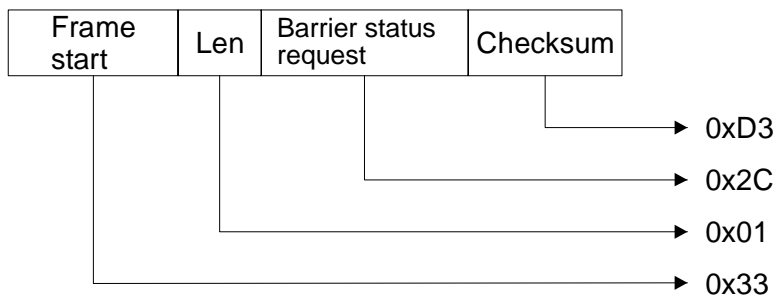 Frame
start
Len
Barrier status
request
Checksum
0xD3
0x2C
0x01
0x33